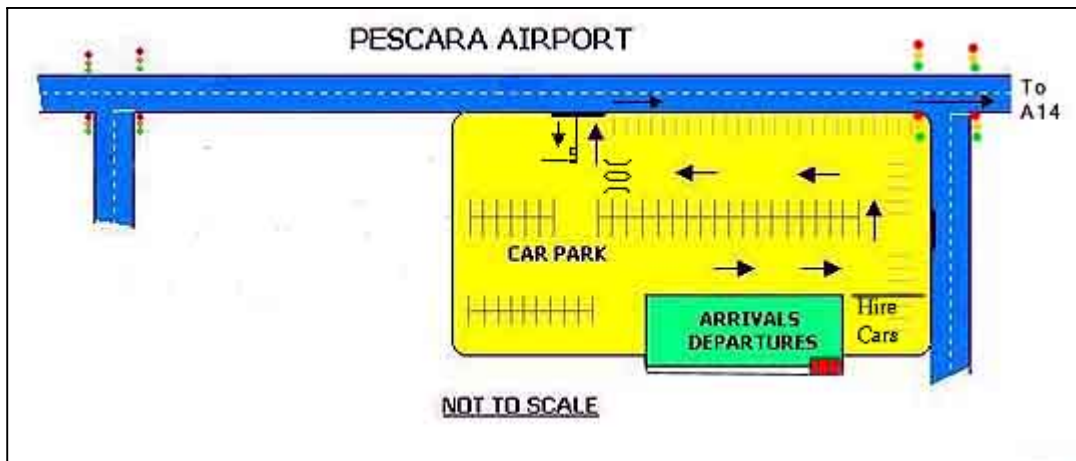 PESCARA AIRPORT
To
A14
CAR PARK
ARRIVALS
DEPARTURES
Hire
Cars
NOT TO SCALE